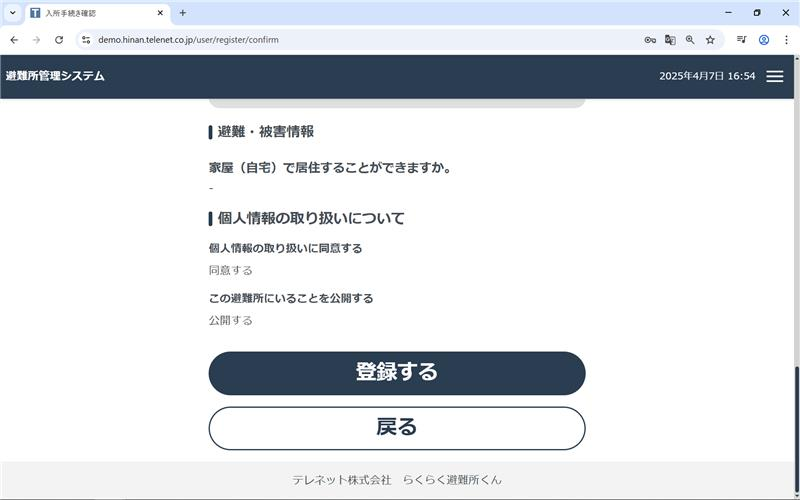 入所手続き確認
demo.hinan.telenet.co.jp/user/register/confirm
避難所管理システム
2025年4月7日 16:54
避難・被害情報
家屋（自宅）で居住することができますか。
-
個人情報の取り扱いについて
個人情報の取り扱いに同意する
同意する
この避難所にいることを公開する
公開する
登録する
戻る
テレネット株式会社　らくらく避難所くん